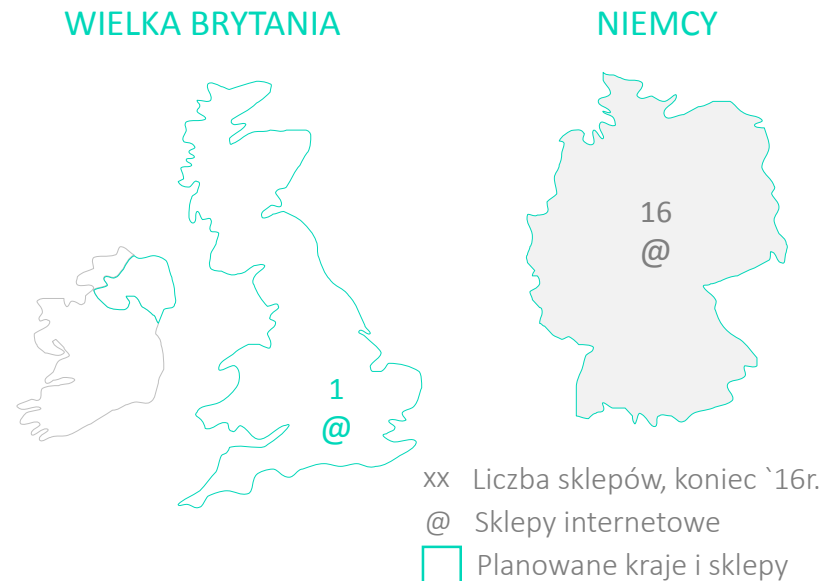 WIELKA BRYTANIA
NIEMCY
16
@
1
@
xx Liczba sklepów, koniec `16r.
@ Sklepy internetowe
Planowane kraje i sklepy